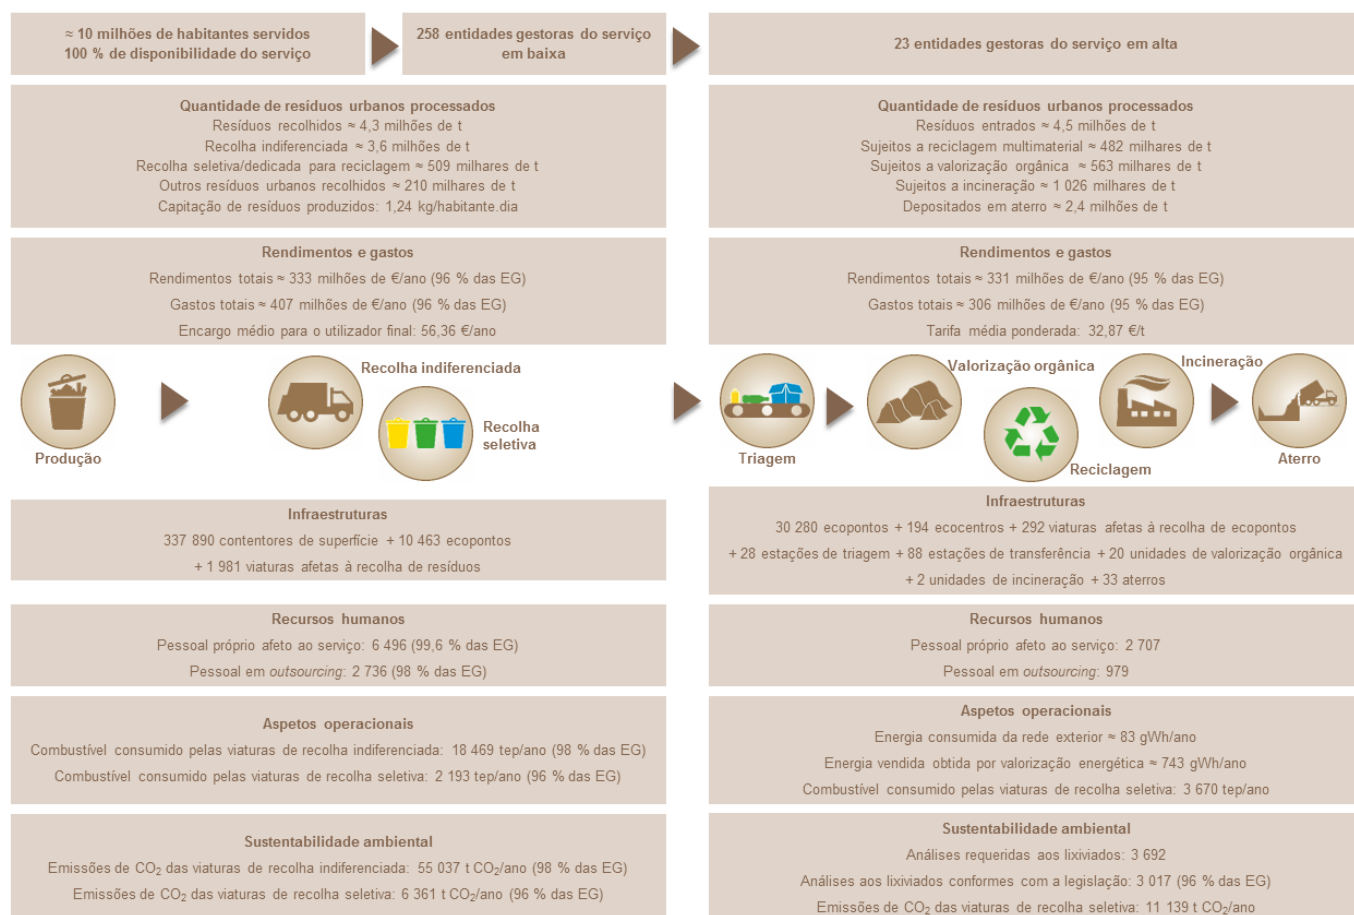 ≈ 10 milhões de habitantes servidos
100 % de disponibilidade do serviço
258 entidades gestoras do serviço
em baixa
23 entidades gestoras do serviço em alta
Quantidade de resíduos urbanos processados
Resíduos recolhidos ≈ 4,3 milhões de t
Recolha indiferenciada ≈ 3,6 milhões de t
Recolha seletiva/dedicada para reciclagem ≈ 509 milhares de t
Outros resíduos urbanos recolhidos ≈ 210 milhares de t
Capitação de resíduos produzidos: 1,24 kg/habitante.dia
Quantidade de resíduos urbanos processados
Resíduos entrados ≈ 4,5 milhões de t
Sujeitos a reciclagem multimaterial ≈ 482 milhares de t
Sujeitos a valorização orgânica ≈ 563 milhares de t
Sujeitos a incineração ≈ 1 026 milhares de t
Depositados em aterro ≈ 2,4 milhões de t
Rendimentos e gastos
Rendimentos totais ≈ 333 milhões de €/ano (96 % das EG)
Gastos totais ≈ 407 milhões de €/ano (96 % das EG)
Encargo médio para o utilizador final: 56,36 €/ano
Rendimentos e gastos
Rendimentos totais ≈ 331 milhões de €/ano (95 % das EG)
Gastos totais ≈ 306 milhões de €/ano (95 % das EG)
Tarifa média ponderada: 32,87 €/t
Produção
Recolha indiferenciada
Recolha
seletiva
Triagem
Valorização orgânica
Reciclagem
Incineração
Aterro
Infraestruturas
337 890 contentores de superfície + 10 463 ecopontos
+ 1 981 viaturas afetas à recolha de resíduos
Infraestruturas
30 280 ecopontos + 194 ecocentros + 292 viaturas afetas à recolha de ecopontos
+ 28 estações de triagem + 88 estações de transferência + 20 unidades de valorização orgânica
+ 2 unidades de incineração + 33 aterros
Recursos humanos
Pessoal próprio afeto ao serviço: 6 496 (99,6 % das EG)
Pessoal em outsourcing: 2 736 (98 % das EG)
Recursos humanos
Pessoal próprio afeto ao serviço: 2 707
Pessoal em outsourcing: 979
Aspetos operacionais
Combustível consumido pelas viaturas de recolha indiferenciada: 18 469 tep/ano (98 % das EG)
Combustível consumido pelas viaturas de recolha seletiva: 2 193 tep/ano (96 % das EG)
Aspetos operacionais
Energia consumida da rede exterior ≈ 83 gWh/ano
Energia vendida obtida por valorização energética ≈ 743 gWh/ano
Combustível consumido pelas viaturas de recolha seletiva: 3 670 tep/ano
Sustentabilidade ambiental
Emissões de CO₂ das viaturas de recolha indiferenciada: 55 037 t CO₂/ano (98 % das EG)
Emissões de CO₂ das viaturas de recolha seletiva: 6 361 t CO₂/ano (96 % das EG)
Sustentabilidade ambiental
Análises requeridas aos lixiviados: 3 692
Análises aos lixiviados conformes com a legislação: 3 017 (96 % das EG)
Emissões de CO₂ das viaturas de recolha seletiva: 11 139 t CO₂/ano